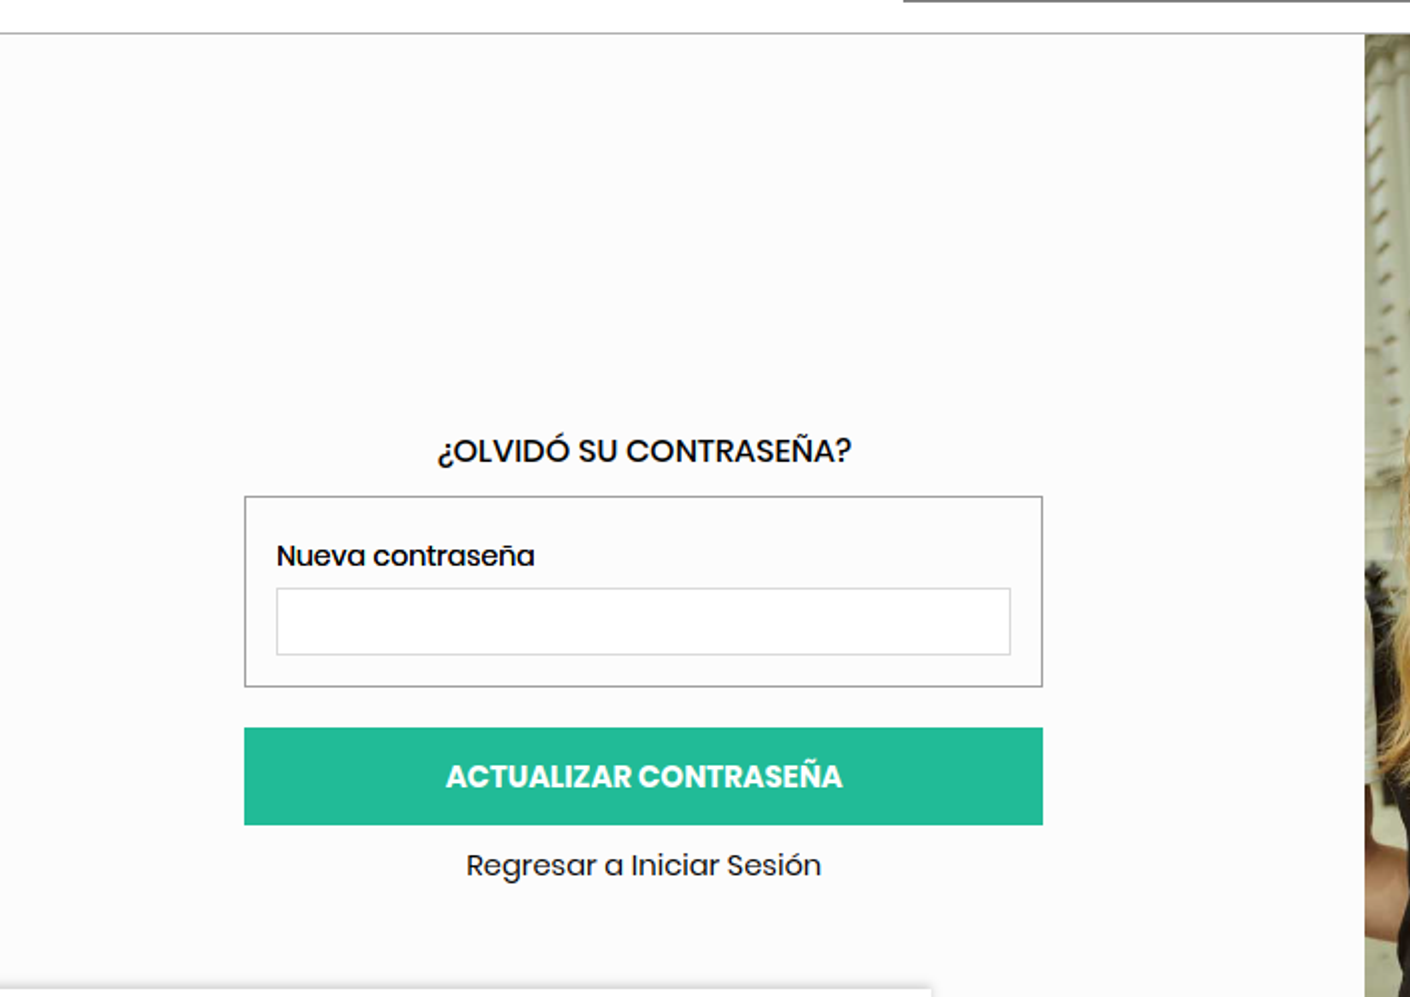 ¿OLVIDÓ SU CONTRASEÑA?
Nueva contraseña
ACTUALIZAR CONTRASEÑA
Regresar a Iniciar Sesión